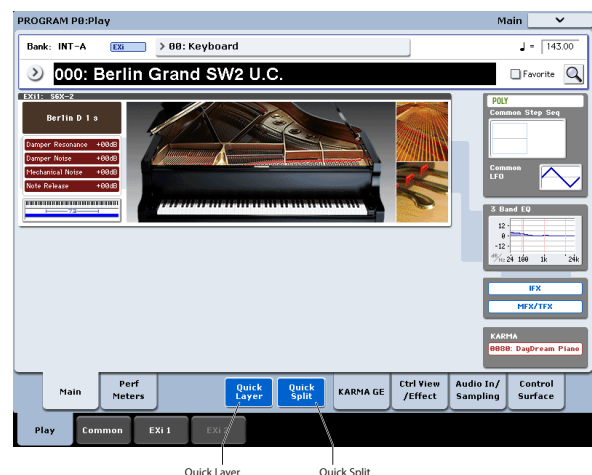 PROGRAM P0:Play
Main
Bank: INT-A
EXi
> 00: Keyboard
♩ = 143.00
000: Berlin Grand SW2 U.C.
Favorite
EXi1: SGX-2
Berlin D 1 s
Damper Resonance +00dB
Damper Noise +00dB
Mechanical Noise +00dB
Note Release +00dB
73
POLY
Common Step Seq
Common
LFO
3 Band EQ
12
0
-12
dB/Hz 24 100 1k 24k
IFX
MFX/TFX
KARMA
0080: DayDream Piano
Main
Perf
Meters
Quick
Layer
Quick
Split
KARMA GE
Ctrl View
/Effect
Audio In/
Sampling
Control
Surface
Play
Common
EXi 1
Quick Layer
Quick Split